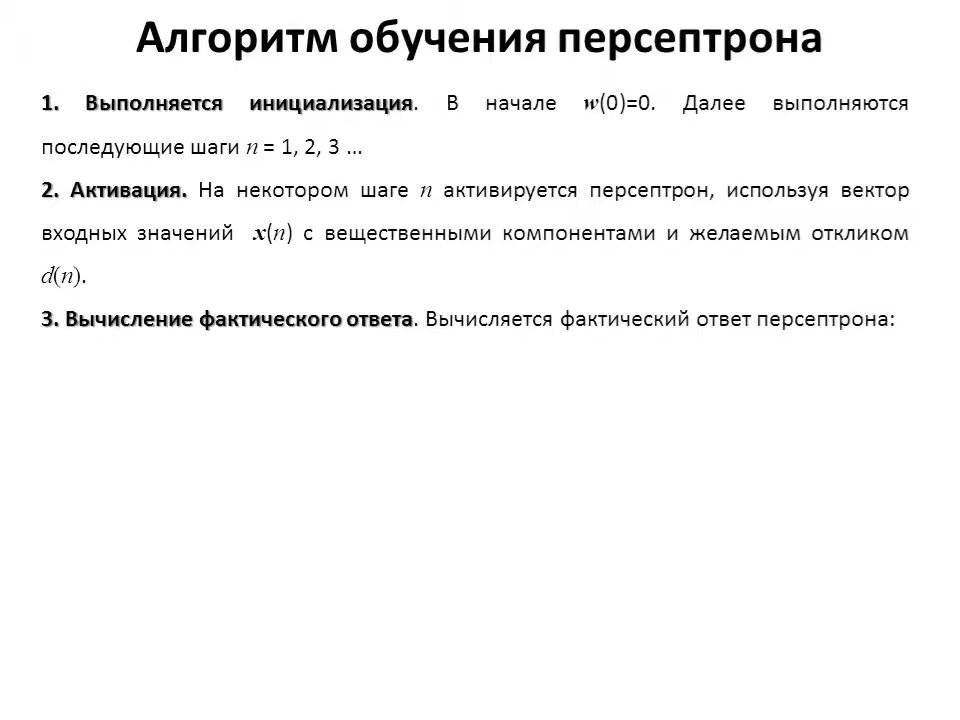 Алгоритм обучения персептрона
1. Выполняется инициализация. В начале w(0)=0. Далее выполняются
последующие шаги n = 1, 2, 3 ...
2. Активация. На некотором шаге n активируется персептрон, используя вектор
входных значений x(n) с вещественными компонентами и желаемым откликом
d(n).
3. Вычисление фактического ответа. Вычисляется фактический ответ персептрона: